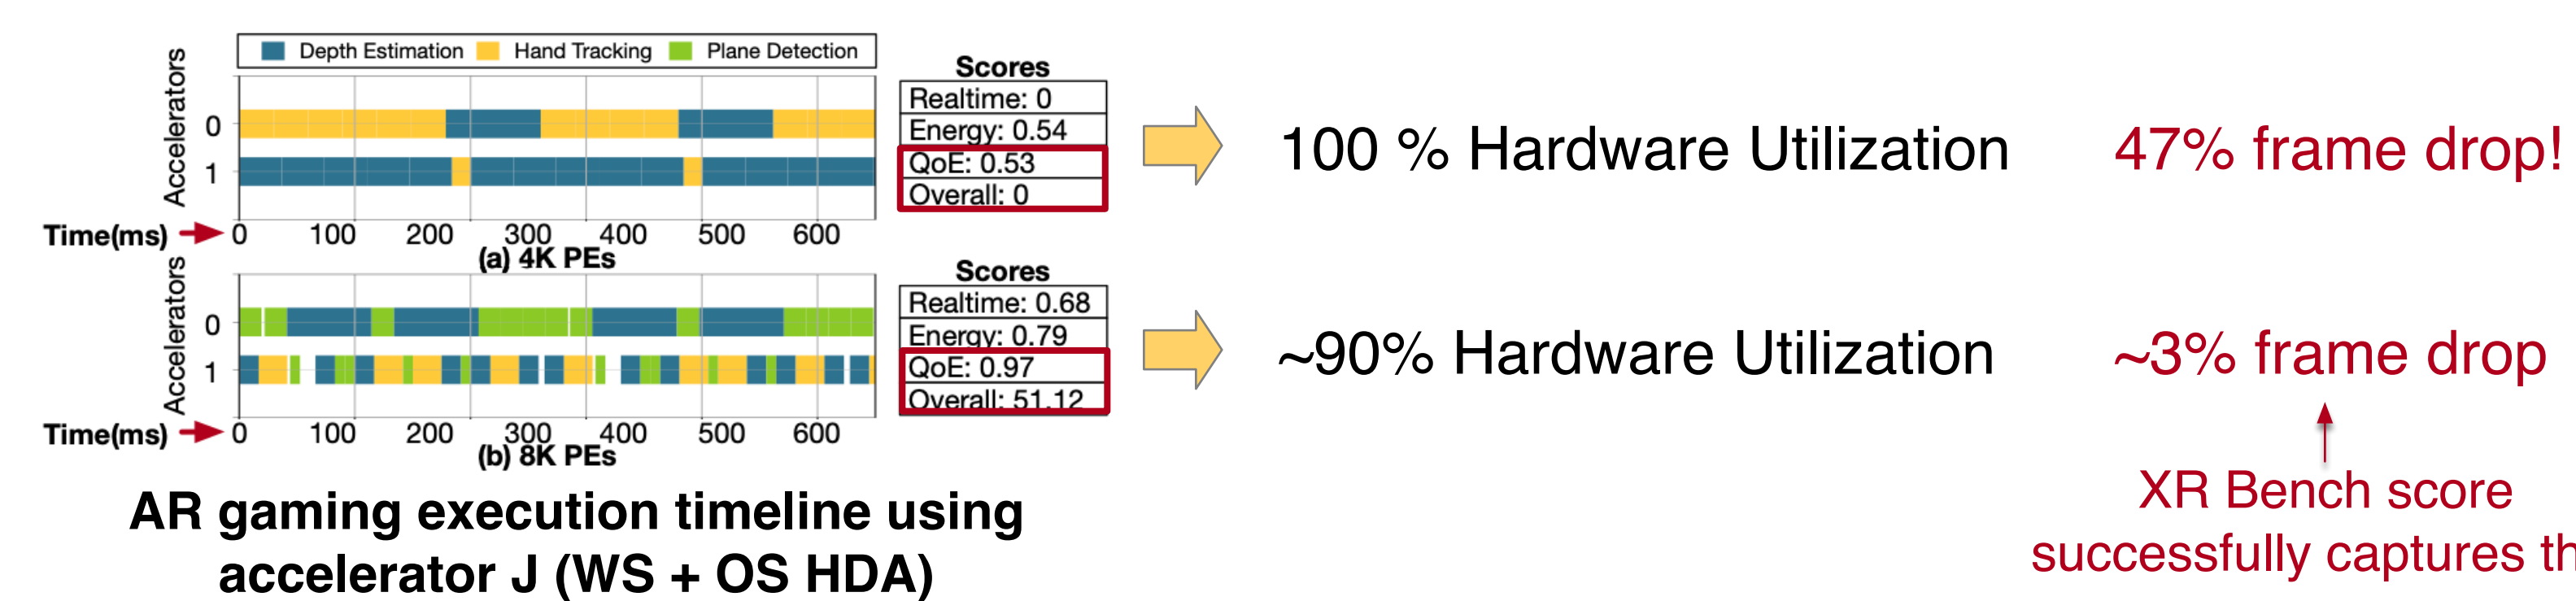 Depth Estimation Hand Tracking Plane Detection
Accelerators
0
1
Time(ms) 0 100 200 300 400 500 600
(a) 4K PEs
Scores
Realtime: 0
Energy: 0.54
QoE: 0.53
Overall: 0
100 % Hardware Utilization
47% frame drop!
Accelerators
0
1
Time(ms) 0 100 200 300 400 500 600
(b) 8K PEs
Scores
Realtime: 0.68
Energy: 0.79
QoE: 0.97
Overall: 51.12
~90% Hardware Utilization
~3% frame drop
XR Bench score
successfully captures th
AR gaming execution timeline using
accelerator J (WS + OS HDA)